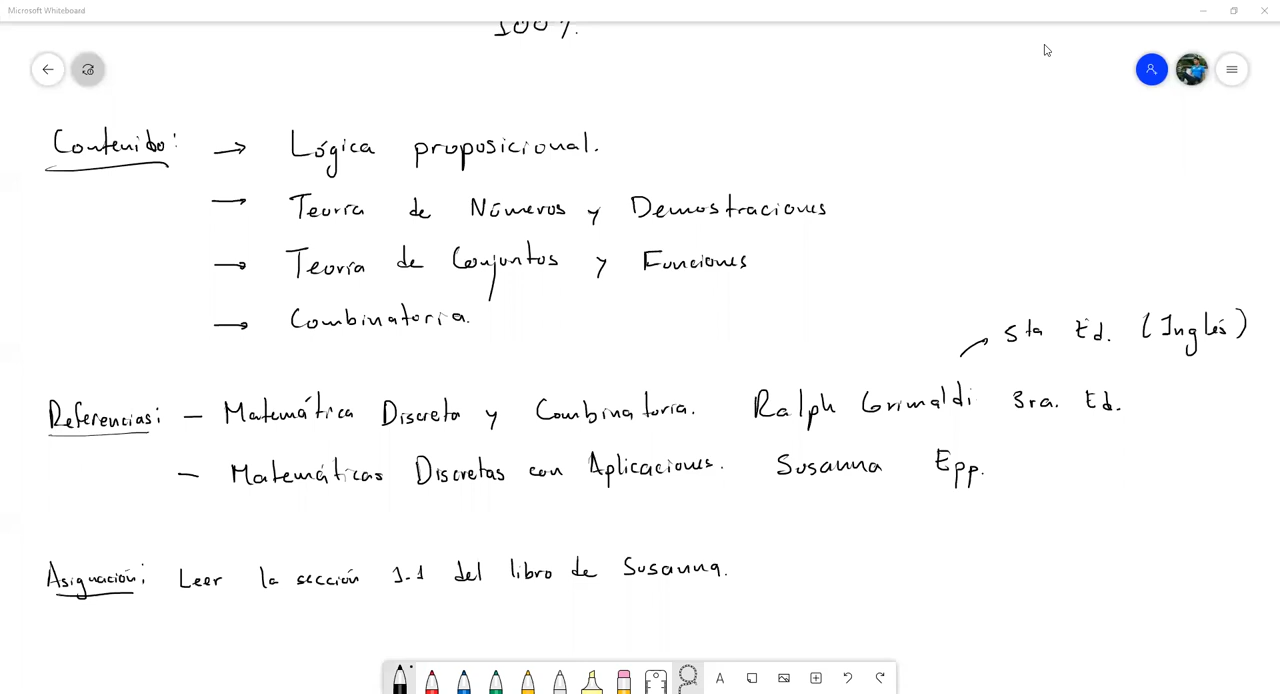 Microsoft Whiteboard
100%.
Contenido: → Lógica proposicional.
→ Teoría de Números y Demostraciones
→ Teoría de Conjuntos y Funciones
→ Combinatoria.
5ta Ed. (Inglés)
Referencias: - Matemática Discreta y Combinatoria. Ralph Grimaldi 3ra. Ed.
- Matemáticas Discretas con Aplicaciones. Susanna Epp.
Asignación: Leer la sección 1.1 del libro de Susanna.
A